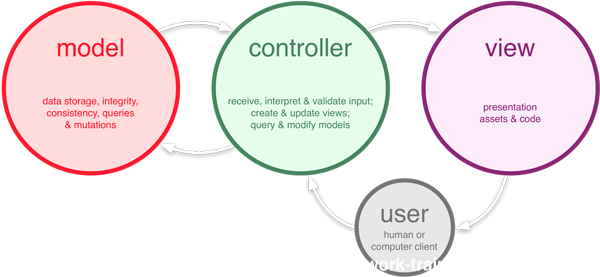 model
data storage, integrity,
consistency, queries
& mutations
controller
receive, interpret & validate input;
create & update views;
query & modify models
view
presentation
assets & code
user
human or
computer client